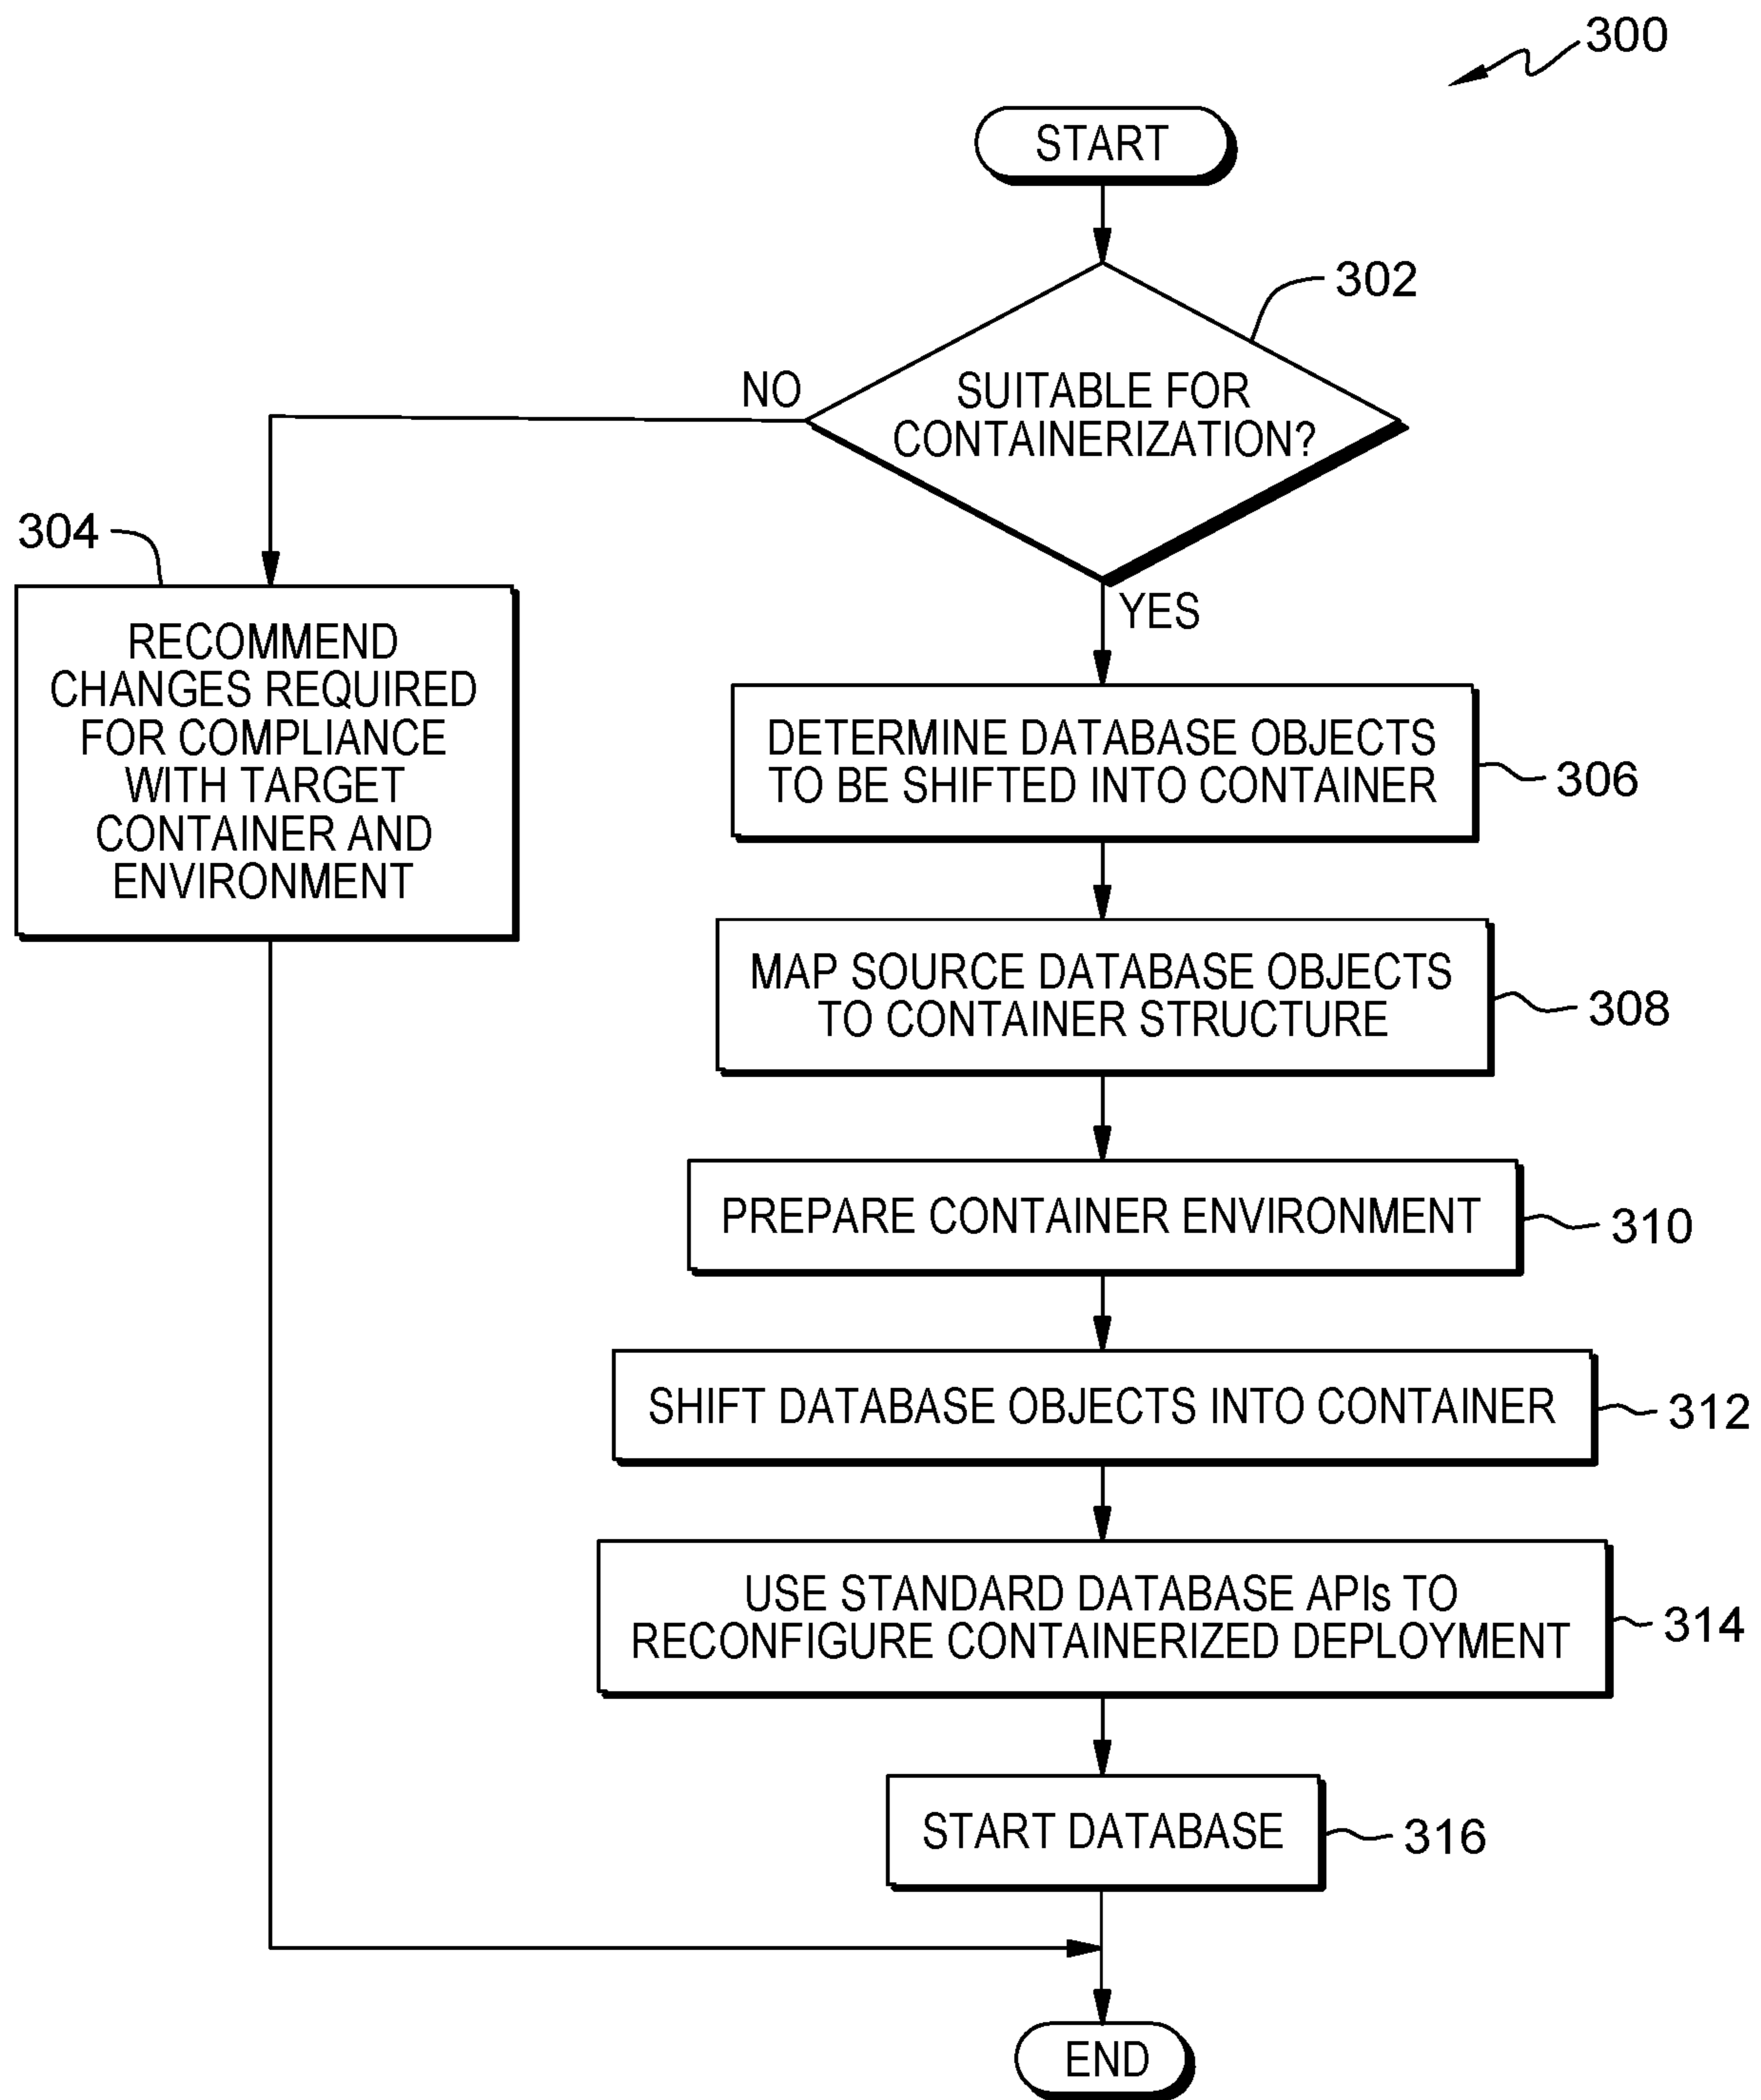 300
START
302
SUITABLE FOR
CONTAINERIZATION?
NO
YES
304
RECOMMEND
CHANGES REQUIRED
FOR COMPLIANCE
WITH TARGET
CONTAINER AND
ENVIRONMENT
DETERMINE DATABASE OBJECTS
TO BE SHIFTED INTO CONTAINER
306
MAP SOURCE DATABASE OBJECTS
TO CONTAINER STRUCTURE
308
PREPARE CONTAINER ENVIRONMENT
310
SHIFT DATABASE OBJECTS INTO CONTAINER
312
USE STANDARD DATABASE APIs TO
RECONFIGURE CONTAINERIZED DEPLOYMENT
314
START DATABASE
316
END